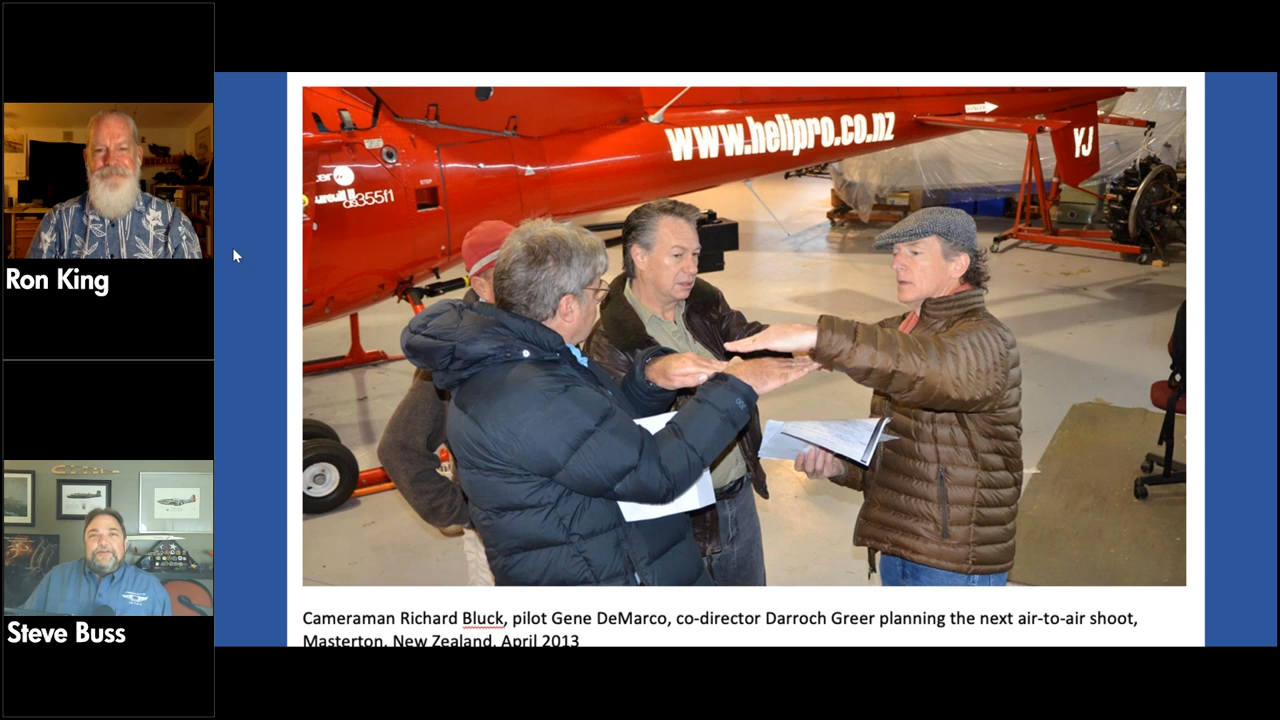 www.helipro.co.nz
YJ
as355f1
Ron King
Steve Buss
Cameraman Richard Bluck, pilot Gene DeMarco, co-director Darroch Greer planning the next air-to-air shoot,
Masterton, New Zealand, April 2013